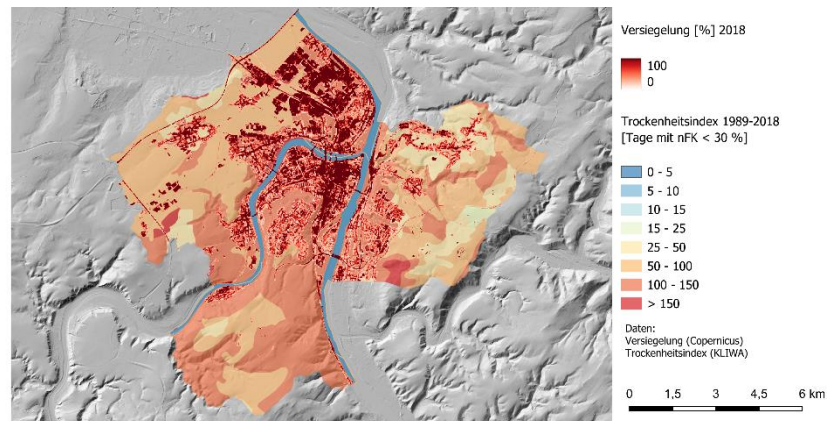 Versiegelung [%] 2018
100
0
Trockenheitsindex 1989-2018
[Tage mit nFK < 30 %]
0 - 5
5 - 10
10 - 15
15 - 25
25 - 50
50 - 100
100 - 150
> 150
Daten:
Versiegelung (Copernicus)
Trockenheitsindex (KLIWA)
0 1,5 3 4,5 6 km